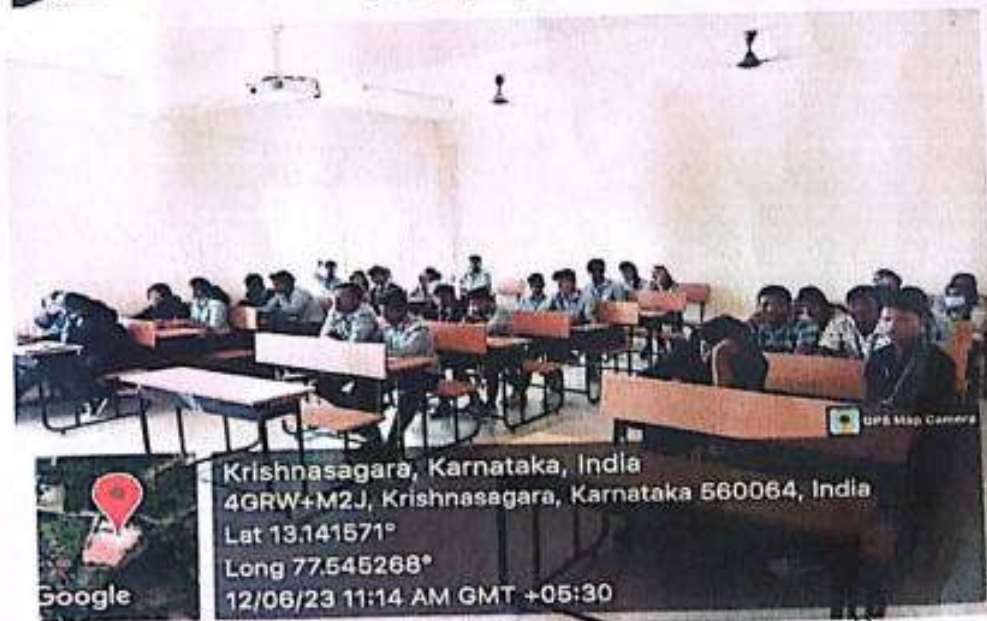 GPS Map Camera
Krishnasagara, Karnataka, India
4GRW+M2J, Krishnasagara, Karnataka 560064, India
Lat 13.141571°
Long 77.545268°
12/06/23 11:14 AM GMT +05:30
Google